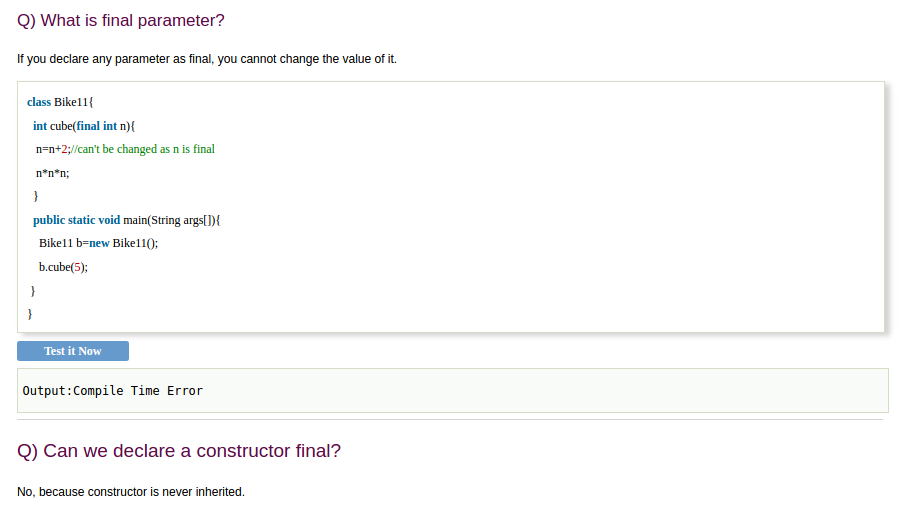 Q) What is final parameter?
If you declare any parameter as final, you cannot change the value of it.
class Bike11{
int cube(final int n){
n=n+2;//can't be changed as n is final
n*n*n;
}
public static void main(String args[]){
Bike11 b=new Bike11();
b.cube(5);
}
}
Test it Now
Output:Compile Time Error
Q) Can we declare a constructor final?
No, because constructor is never inherited.